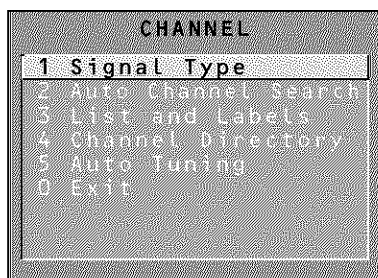 CHANNEL
1 Signal Type
2 Auto Channel Search
3 List and Labels
4 Channel Directory
5 Auto Tuning
0 Exit